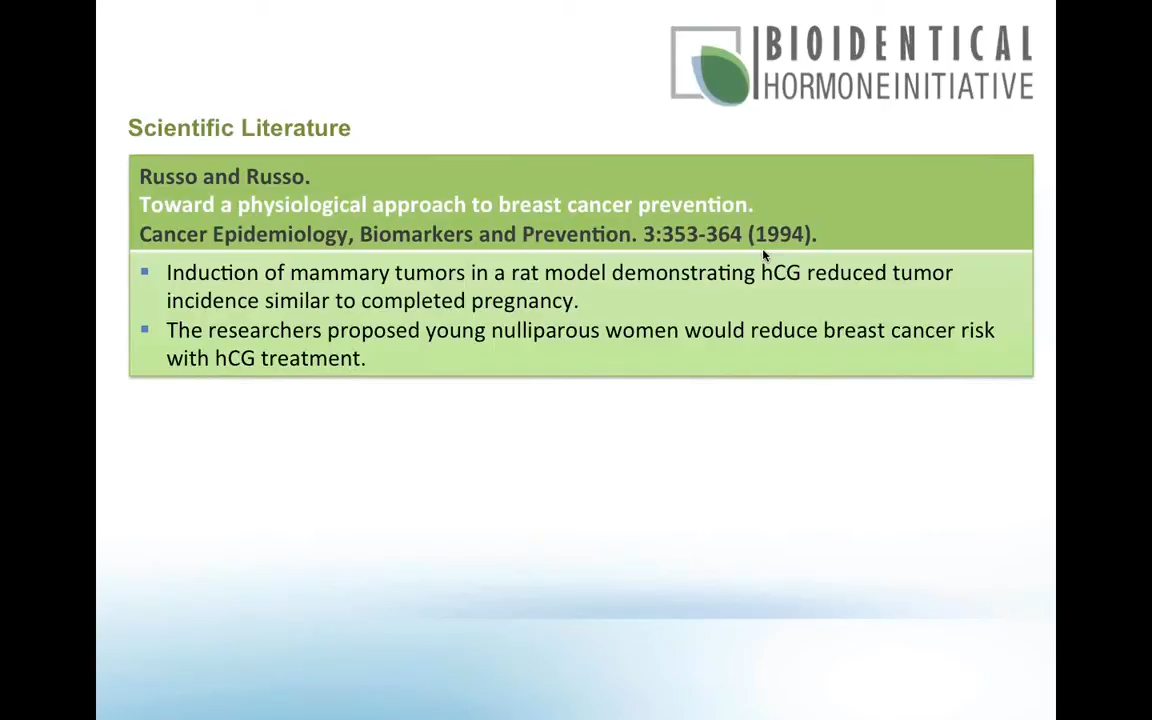 BIOIDENTICAL
HORMONEINITIATIVE
Scientific Literature
Russo and Russo.
Toward a physiological approach to breast cancer prevention.
Cancer Epidemiology, Biomarkers and Prevention. 3:353-364 (1994).
▪ Induction of mammary tumors in a rat model demonstrating hCG reduced tumor
incidence similar to completed pregnancy.
▪ The researchers proposed young nulliparous women would reduce breast cancer risk
with hCG treatment.